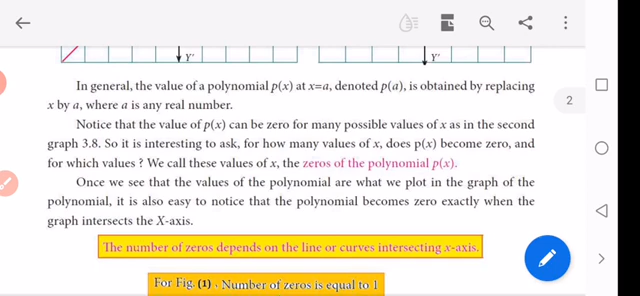 Y'
Y'
In general, the value of a polynomial p(x) at x=a, denoted p(a), is obtained by replacing
x by a, where a is any real number.
2
Notice that the value of p(x) can be zero for many possible values of x as in the second
graph 3.8. So it is interesting to ask, for how many values of x, does p(x) become zero, and
for which values ? We call these values of x, the zeros of the polynomial p(x).
Once we see that the values of the polynomial are what we plot in the graph of the
polynomial, it is also easy to notice that the polynomial becomes zero exactly when the
graph intersects the X-axis.
The number of zeros depends on the line or curves intersecting x-axis.
For Fig. (1) , Number of zeros is equal to 1